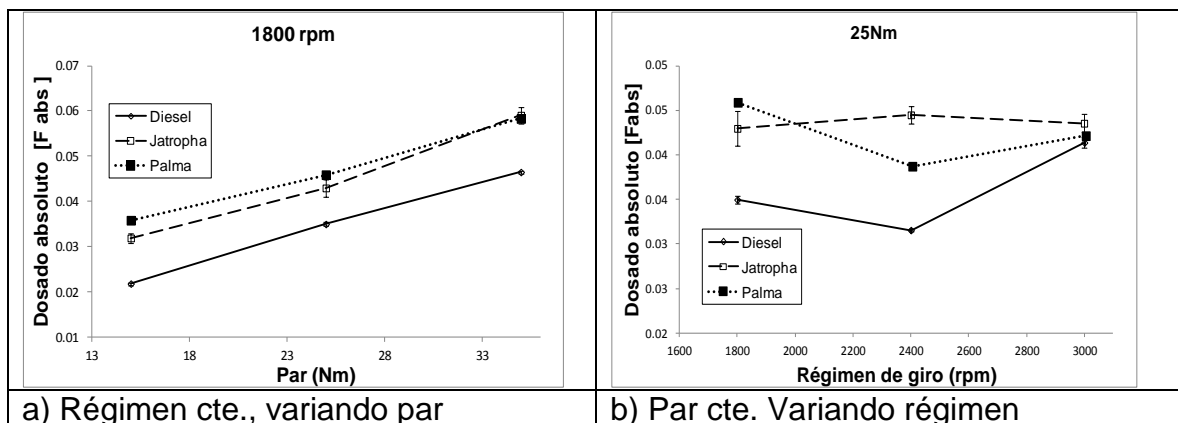 1800 rpm
Dosado absoluto [F abs ]
0.07
0.06
0.05
0.04
0.03
0.02
0.01
Diesel
Jatropha
Palma
13
18
23
28
33
Par (Nm)
a) Régimen cte., variando par
25Nm
Dosado absoluto [Fabs]
0.05
0.05
0.04
0.04
0.03
0.03
0.02
Diesel
Jatropha
Palma
1600
1800
2000
2200
2400
2600
2800
3000
Régimen de giro (rpm)
b) Par cte. Variando régimen